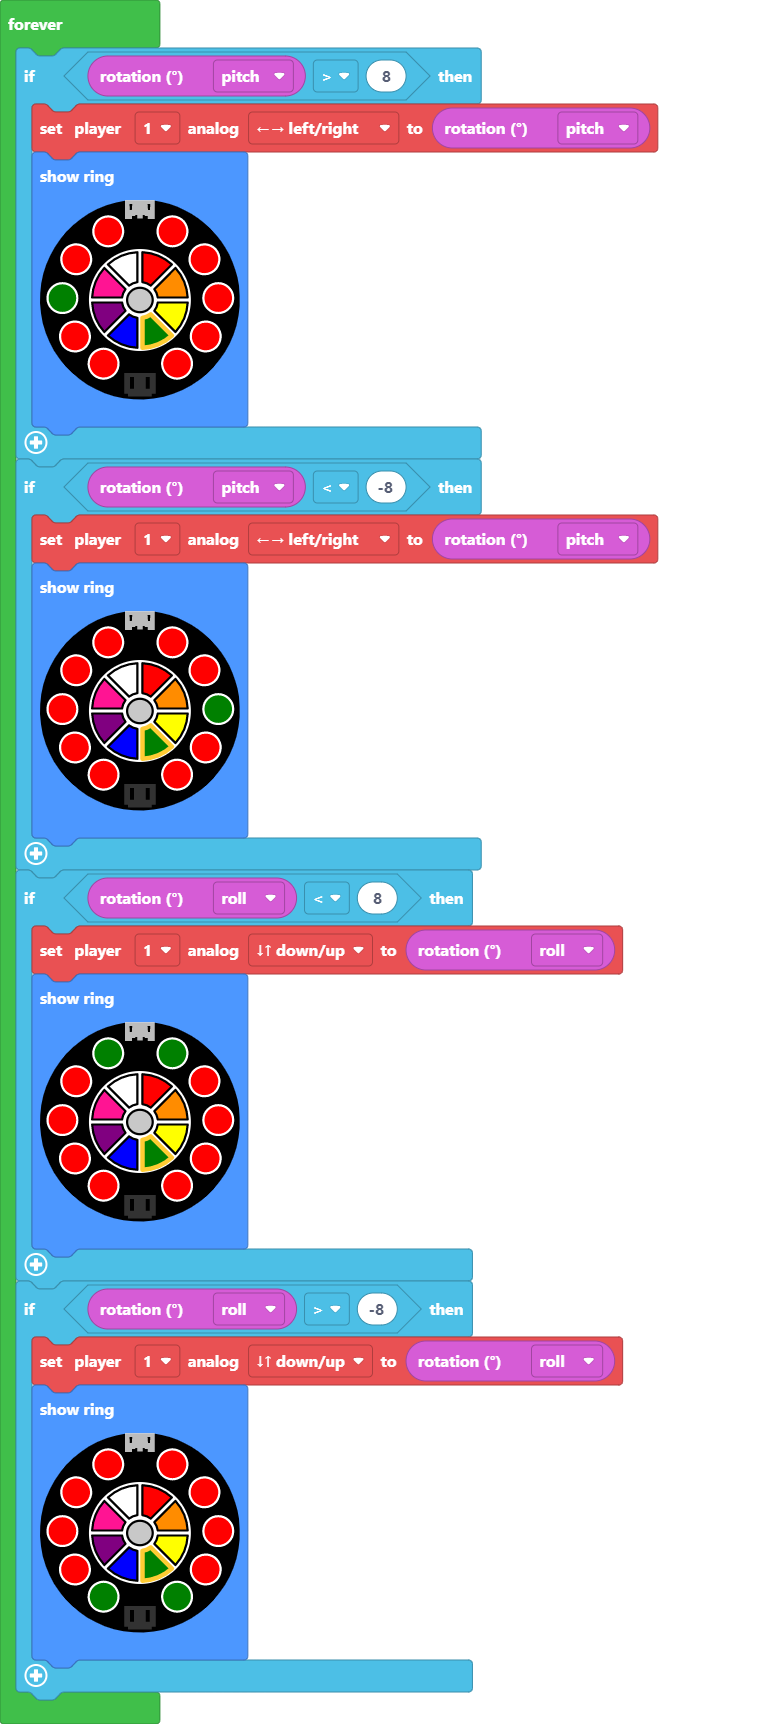 forever
if rotation (°) pitch > 8 then
set player 1 analog ←→ left/right to rotation (°) pitch
show ring
if rotation (°) pitch < -8 then
set player 1 analog ←→ left/right to rotation (°) pitch
show ring
if rotation (°) roll < 8 then
set player 1 analog ↓↑ down/up to rotation (°) roll
show ring
if rotation (°) roll > -8 then
set player 1 analog ↓↑ down/up to rotation (°) roll
show ring